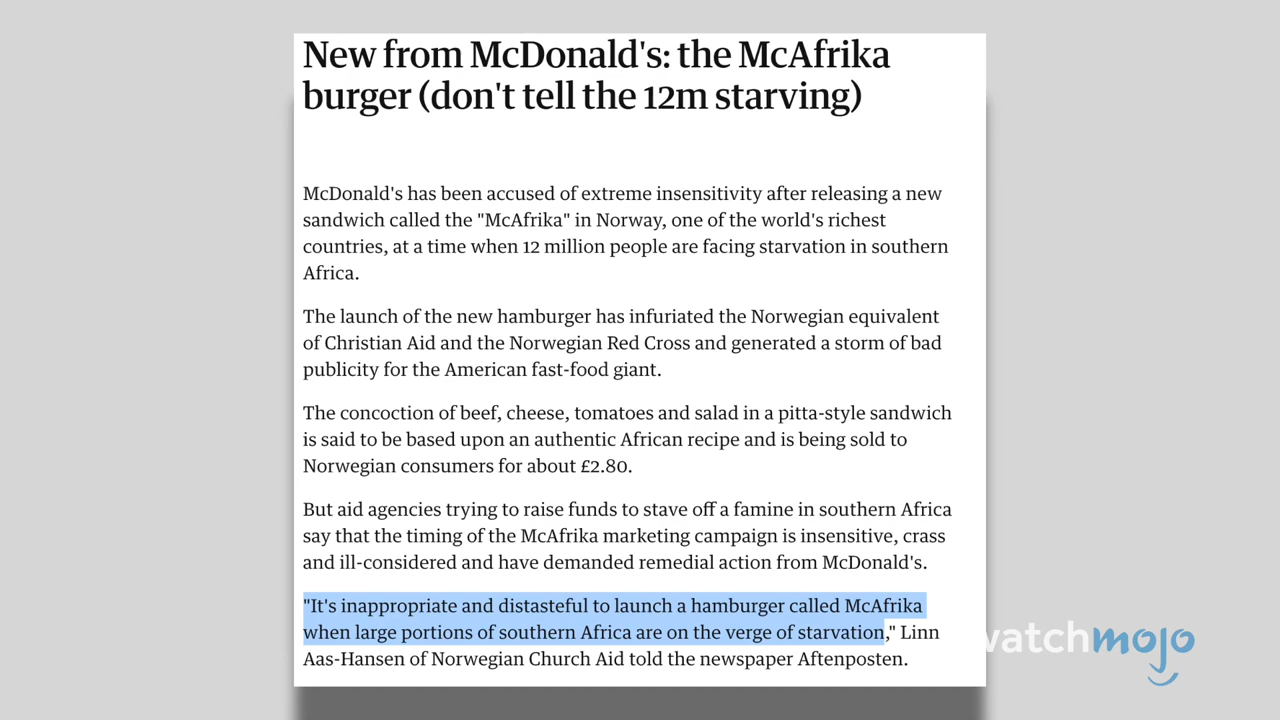 New from McDonald's: the McAfrika
burger (don't tell the 12m starving)
McDonald's has been accused of extreme insensitivity after releasing a new
sandwich called the "McAfrika" in Norway, one of the world's richest
countries, at a time when 12 million people are facing starvation in southern
Africa.
The launch of the new hamburger has infuriated the Norwegian equivalent
of Christian Aid and the Norwegian Red Cross and generated a storm of bad
publicity for the American fast-food giant.
The concoction of beef, cheese, tomatoes and salad in a pitta-style sandwich
is said to be based upon an authentic African recipe and is being sold to
Norwegian consumers for about £2.80.
But aid agencies trying to raise funds to stave off a famine in southern Africa
say that the timing of the McAfrika marketing campaign is insensitive, crass
and ill-considered and have demanded remedial action from McDonald's.
"It's inappropriate and distasteful to launch a hamburger called McAfrika
when large portions of southern Africa are on the verge of starvation," Linn
Aas-Hansen of Norwegian Church Aid told the newspaper Aftenposten.
watchmojo